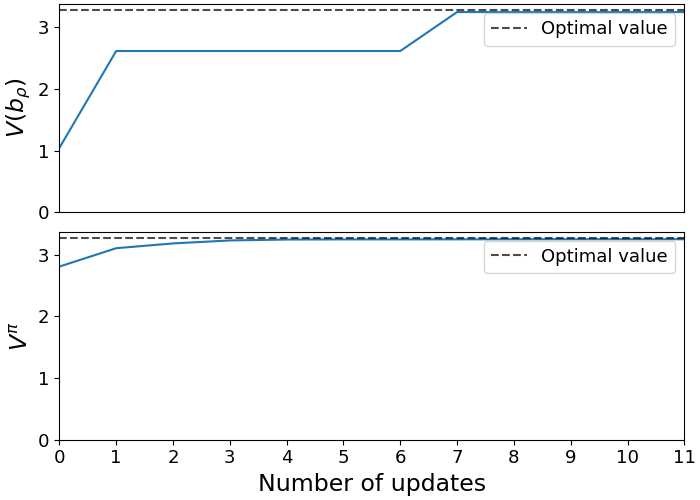 3
2
1
0
V(b_ρ)
Optimal value
3
2
1
0
V^π
Optimal value
0 1 2 3 4 5 6 7 8 9 10 11
Number of updates